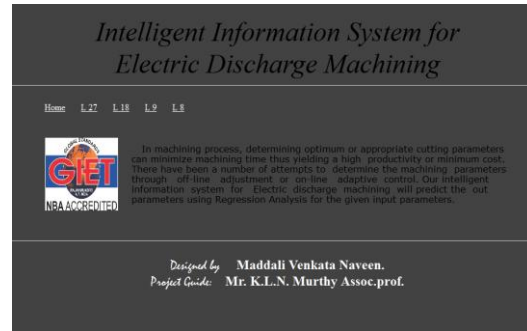 Intelligent Information System for
Electric Discharge Machining
Home L 27 L 18 L 9 L 8
GLOBAL STANDARDS
GIET
NBA ACCREDITED
In machining process, determining optimum or appropriate cutting parameters
can minimize machining time thus yielding a high productivity or minimum cost.
There have been a number of attempts to determine the machining parameters
through off-line adjustment or on-line adaptive control. Our intelligent
information system for Electric discharge machining will predict the out
parameters using Regression Analysis for the given input parameters.
Designed by Maddali Venkata Naveen.
Project Guide: Mr. K.L.N. Murthy Assoc.prof.